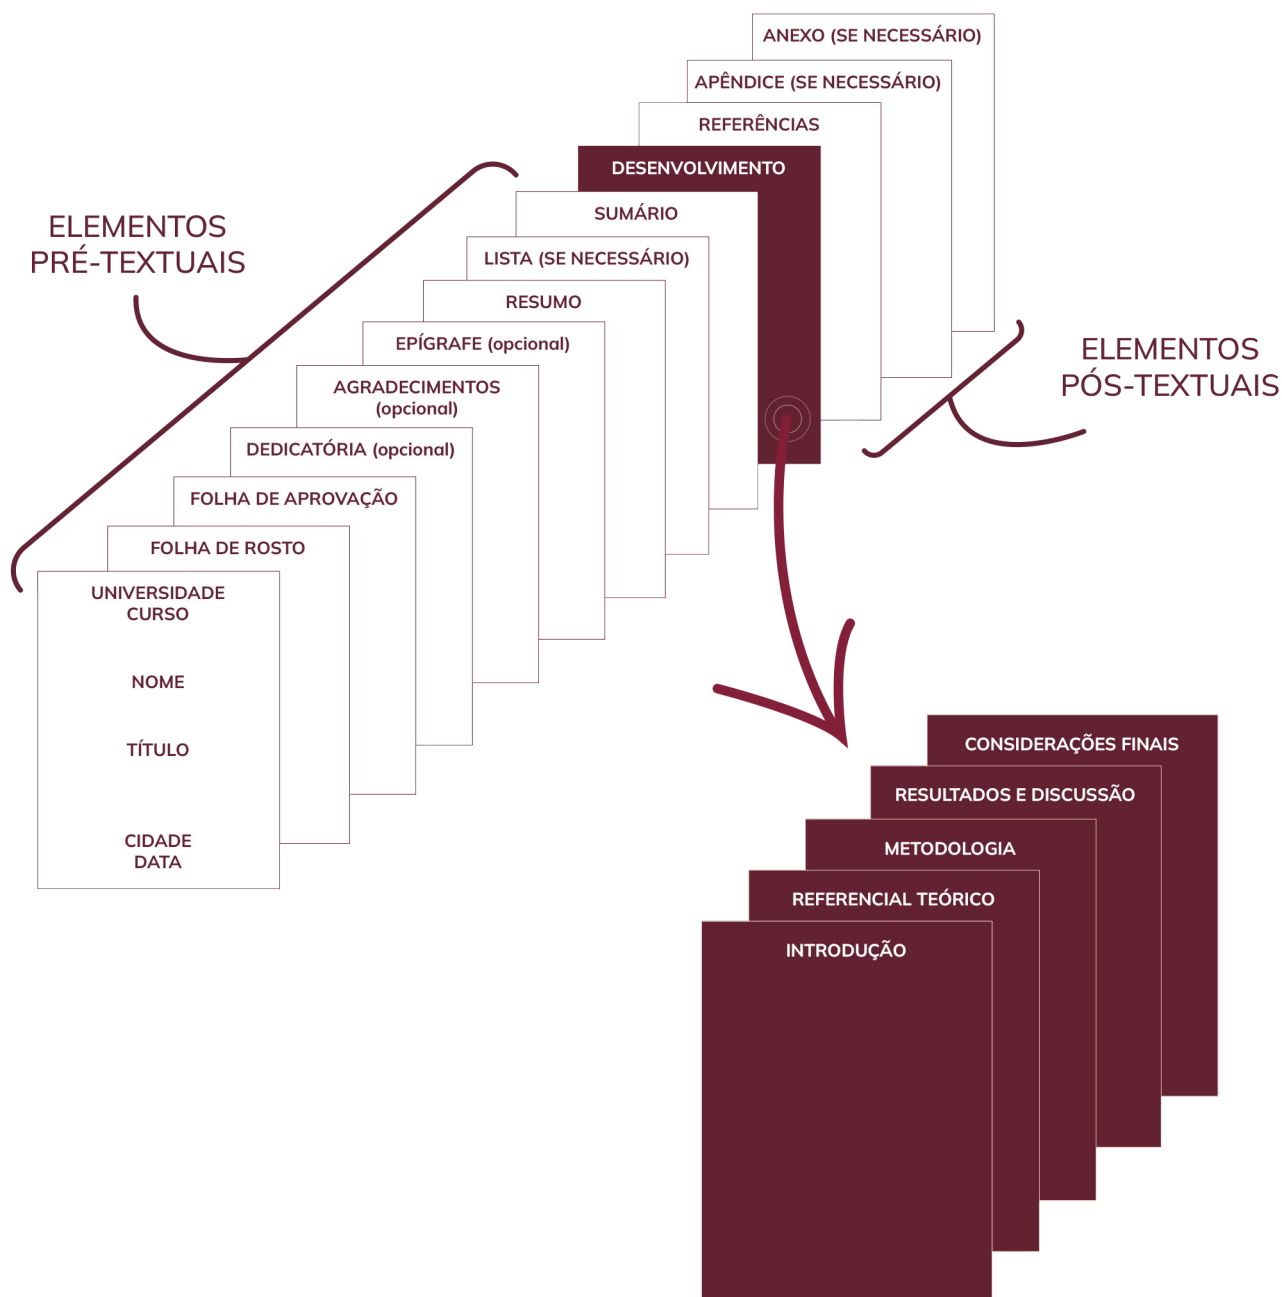 ANEXO (SE NECESSÁRIO)
APÊNDICE (SE NECESSÁRIO)
REFERÊNCIAS
DESENVOLVIMENTO
SUMÁRIO
LISTA (SE NECESSÁRIO)
RESUMO
EPÍGRAFE (opcional)
AGRADECIMENTOS
(opcional)
DEDICATÓRIA (opcional)
FOLHA DE APROVAÇÃO
FOLHA DE ROSTO
UNIVERSIDADE
CURSO
NOME
TÍTULO
CIDADE
DATA
ELEMENTOS
PRÉ-TEXTUAIS
ELEMENTOS
PÓS-TEXTUAIS
CONSIDERAÇÕES FINAIS
RESULTADOS E DISCUSSÃO
METODOLOGIA
REFERENCIAL TEÓRICO
INTRODUÇÃO